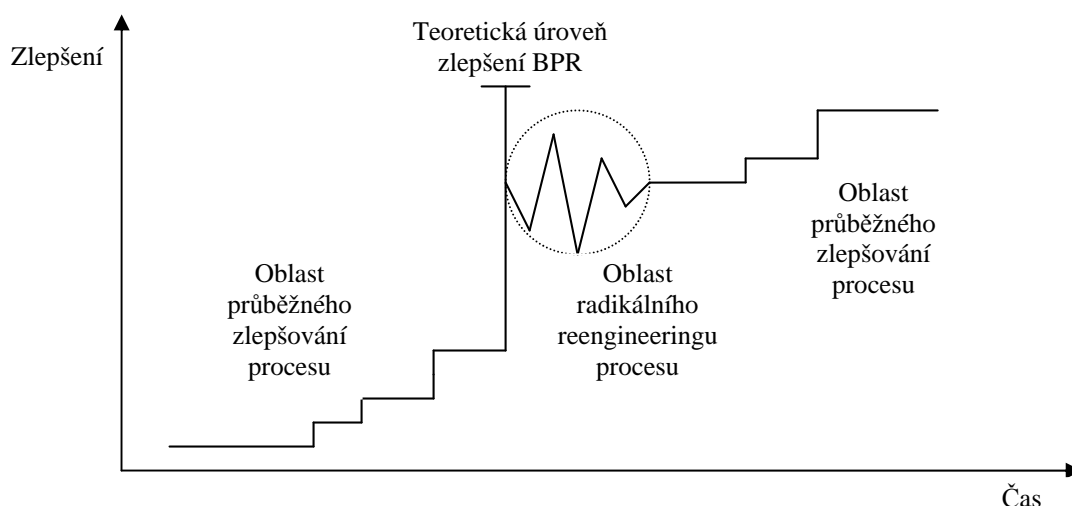 Teoretická úroveň
zlepšení BPR
Zlepšení
Oblast
průběžného
zlepšování
procesu
Oblast
průběžného
zlepšování
procesu
Oblast
radikálního
reengineeringu
procesu
Čas